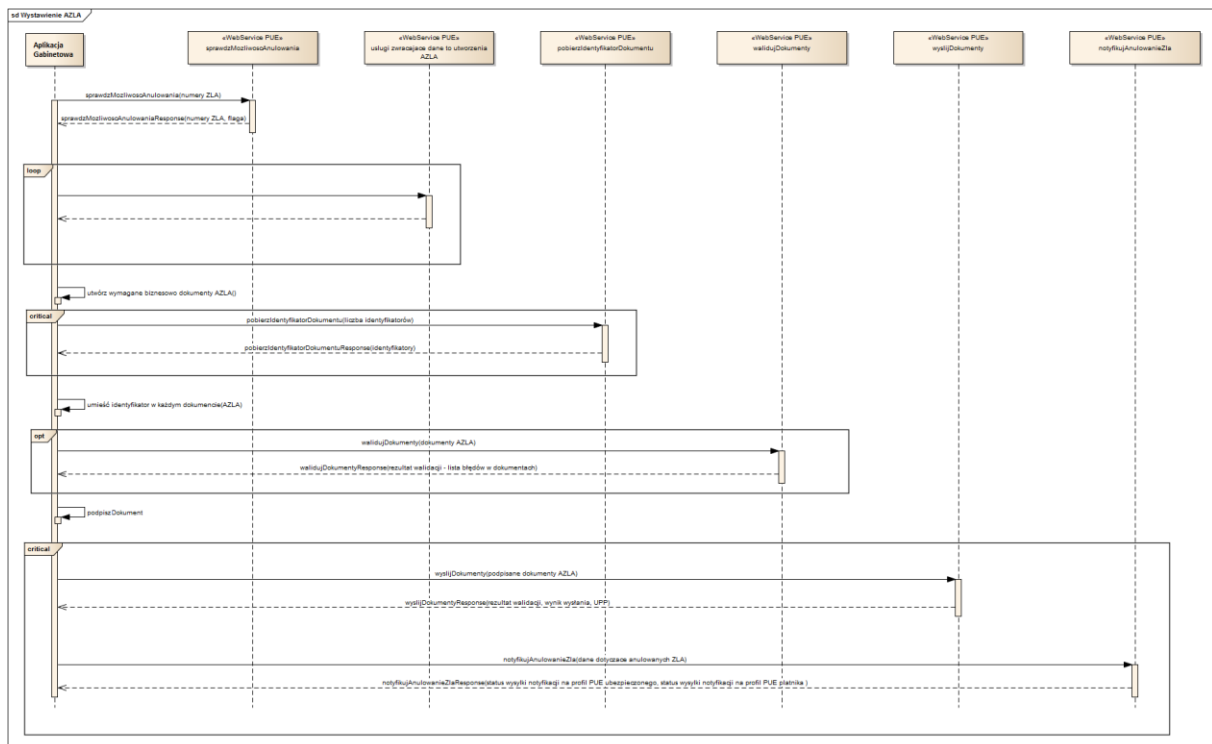 sd Wystawienie AZLA
Aplikacja
Gabinetowa
«WebService PUE»
sprawdzMozliwoscAnulowania
«WebService PUE»
usługi zwracające dane to utworzenia
AZLA
«WebService PUE»
pobierzIdentyfikatorDokumentu
«WebService PUE»
walidujDokumenty
«WebService PUE»
wyslijDokumenty
«WebService PUE»
notyfikujAnulowanieZla
sprawdzMozliwoscAnulowania(numery ZLA)
sprawdzMozliwoscAnulowaniaResponse(numery ZLA, flaga)
loop
utwórz wymagane biznesowo dokumenty AZLA()
critical
pobierzIdentyfikatorDokumentu(liczba identyfikatorów)
pobierzIdentyfikatorDokumentuResponse(identyfikatory)
umieść identyfikator w każdym dokumencie(AZLA)
opt
walidujDokumenty(dokumenty AZLA)
walidujDokumentyResponse(rezultat walidacji - lista błędów w dokumentach)
podpiszDokument
critical
wyslijDokumenty(podpisane dokumenty AZLA)
wyslijDokumentyResponse(rezultat walidacji, wynik wysłania, UPP)
notyfikujAnulowanieZla(dane dotyczace anulowanych ZLA)
notyfikujAnulowanieZlaResponse(status wysylki notyfikacji na profil PUE ubezpieczonego, status wysylki notyfikacji na profil PUE platnika )